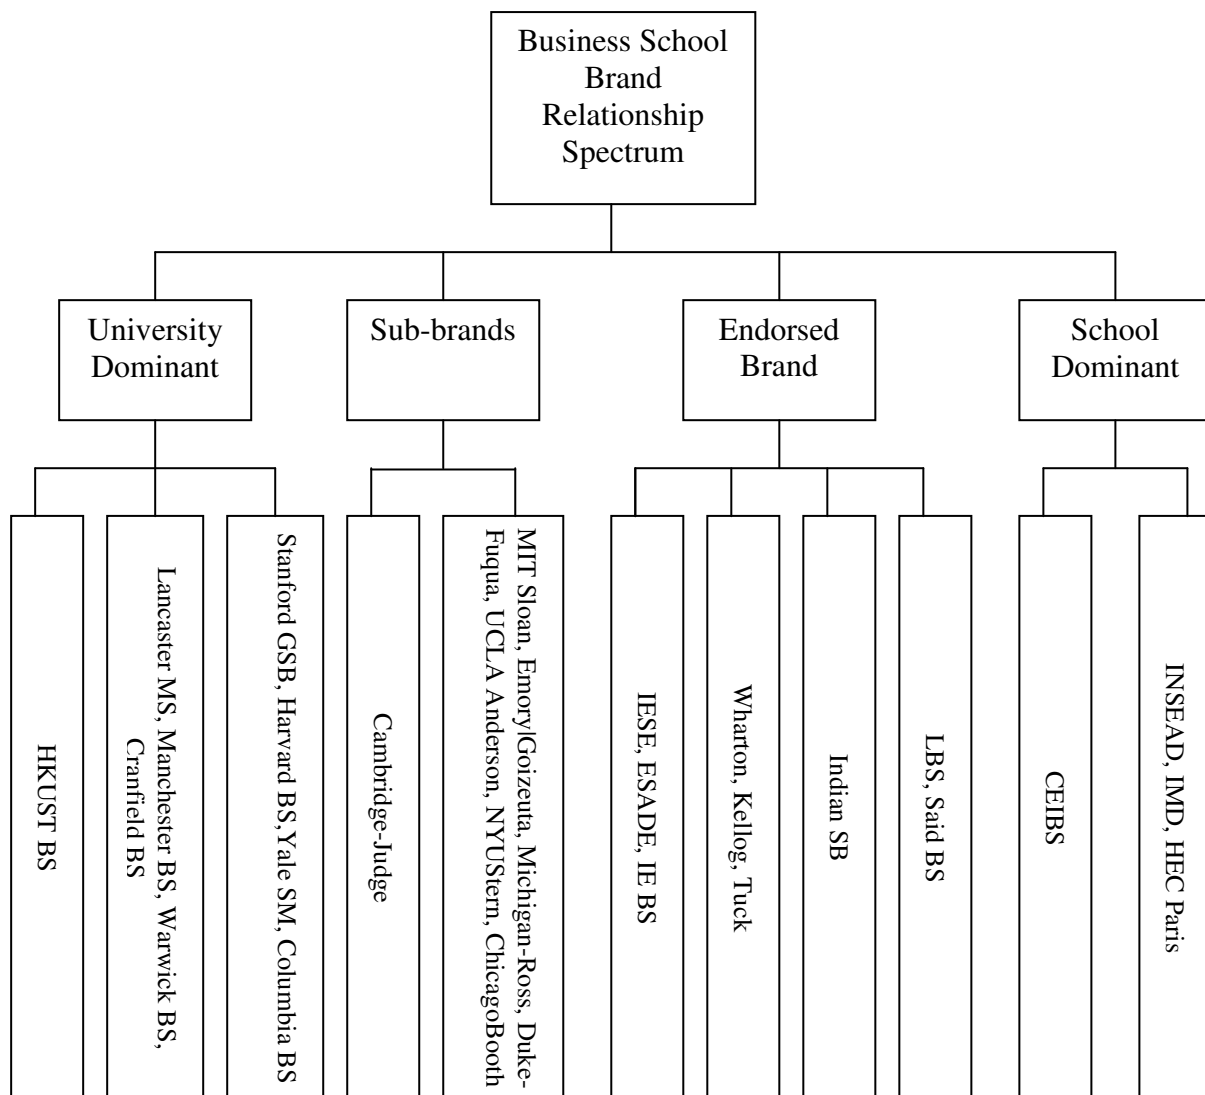 Business School
Brand
Relationship
Spectrum
University
Dominant
Sub-brands
Endorsed
Brand
School
Dominant
HKUST BS
Lancaster MS, Manchester BS, Warwick BS,
Cranfield BS
Stanford GSB, Harvard BS,Yale SM, Columbia BS
Cambridge-Judge
MIT Sloan, Emory|Goizeuta, Michigan-Ross, Duke-
Fuqua, UCLA Anderson, NYUStern, ChicagoBooth
IESE, ESADE, IE BS
Wharton, Kellog, Tuck
Indian SB
LBS, Said BS
CEIBS
INSEAD, IMD, HEC Paris